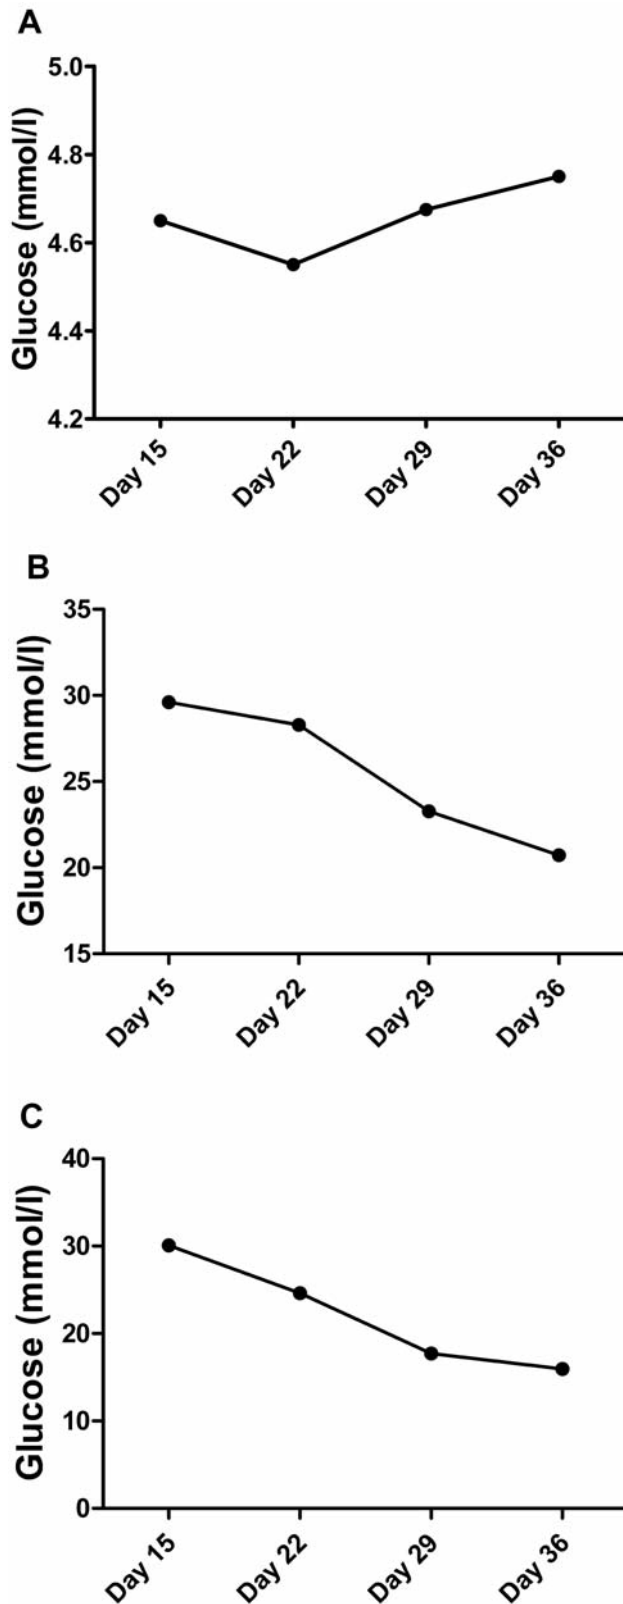 A
Glucose (mmol/l)
5.0
4.8
4.6
4.4
4.2
Day 15
Day 22
Day 29
Day 36
B
Glucose (mmol/l)
35
30
25
20
15
Day 15
Day 22
Day 29
Day 36
C
Glucose (mmol/l)
40
30
20
10
0
Day 15
Day 22
Day 29
Day 36